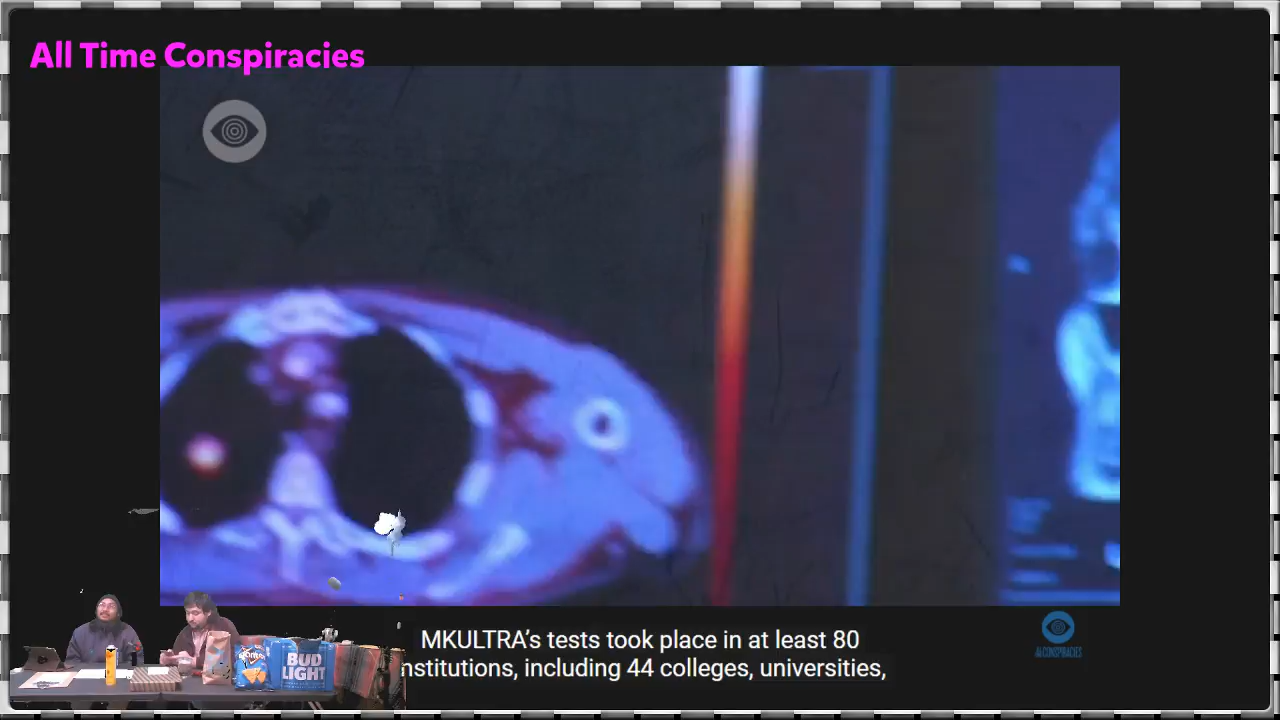 All Time Conspiracies
MKULTRA’s tests took place in at least 80
nstitutions, including 44 colleges, universities,
BUD
LIGHT